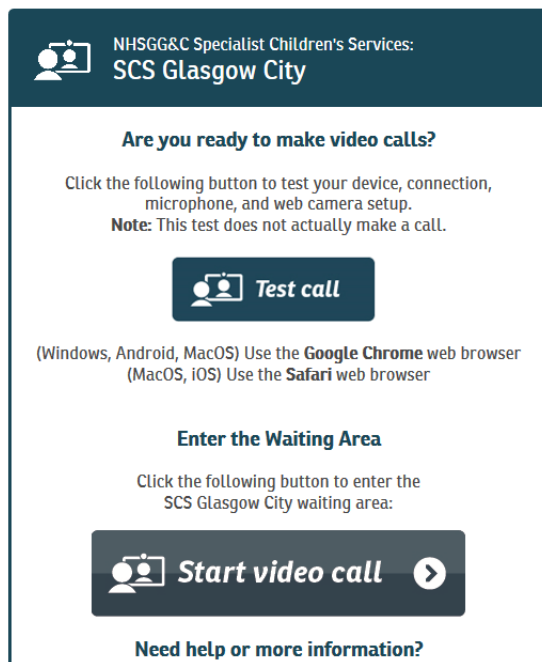 NHSGG&C Specialist Children's Services:
SCS Glasgow City
Are you ready to make video calls?
Click the following button to test your device, connection,
microphone, and web camera setup.
Note: This test does not actually make a call.
Test call
(Windows, Android, MacOS) Use the Google Chrome web browser
(MacOS, iOS) Use the Safari web browser
Enter the Waiting Area
Click the following button to enter the
SCS Glasgow City waiting area:
Start video call
Need help or more information?